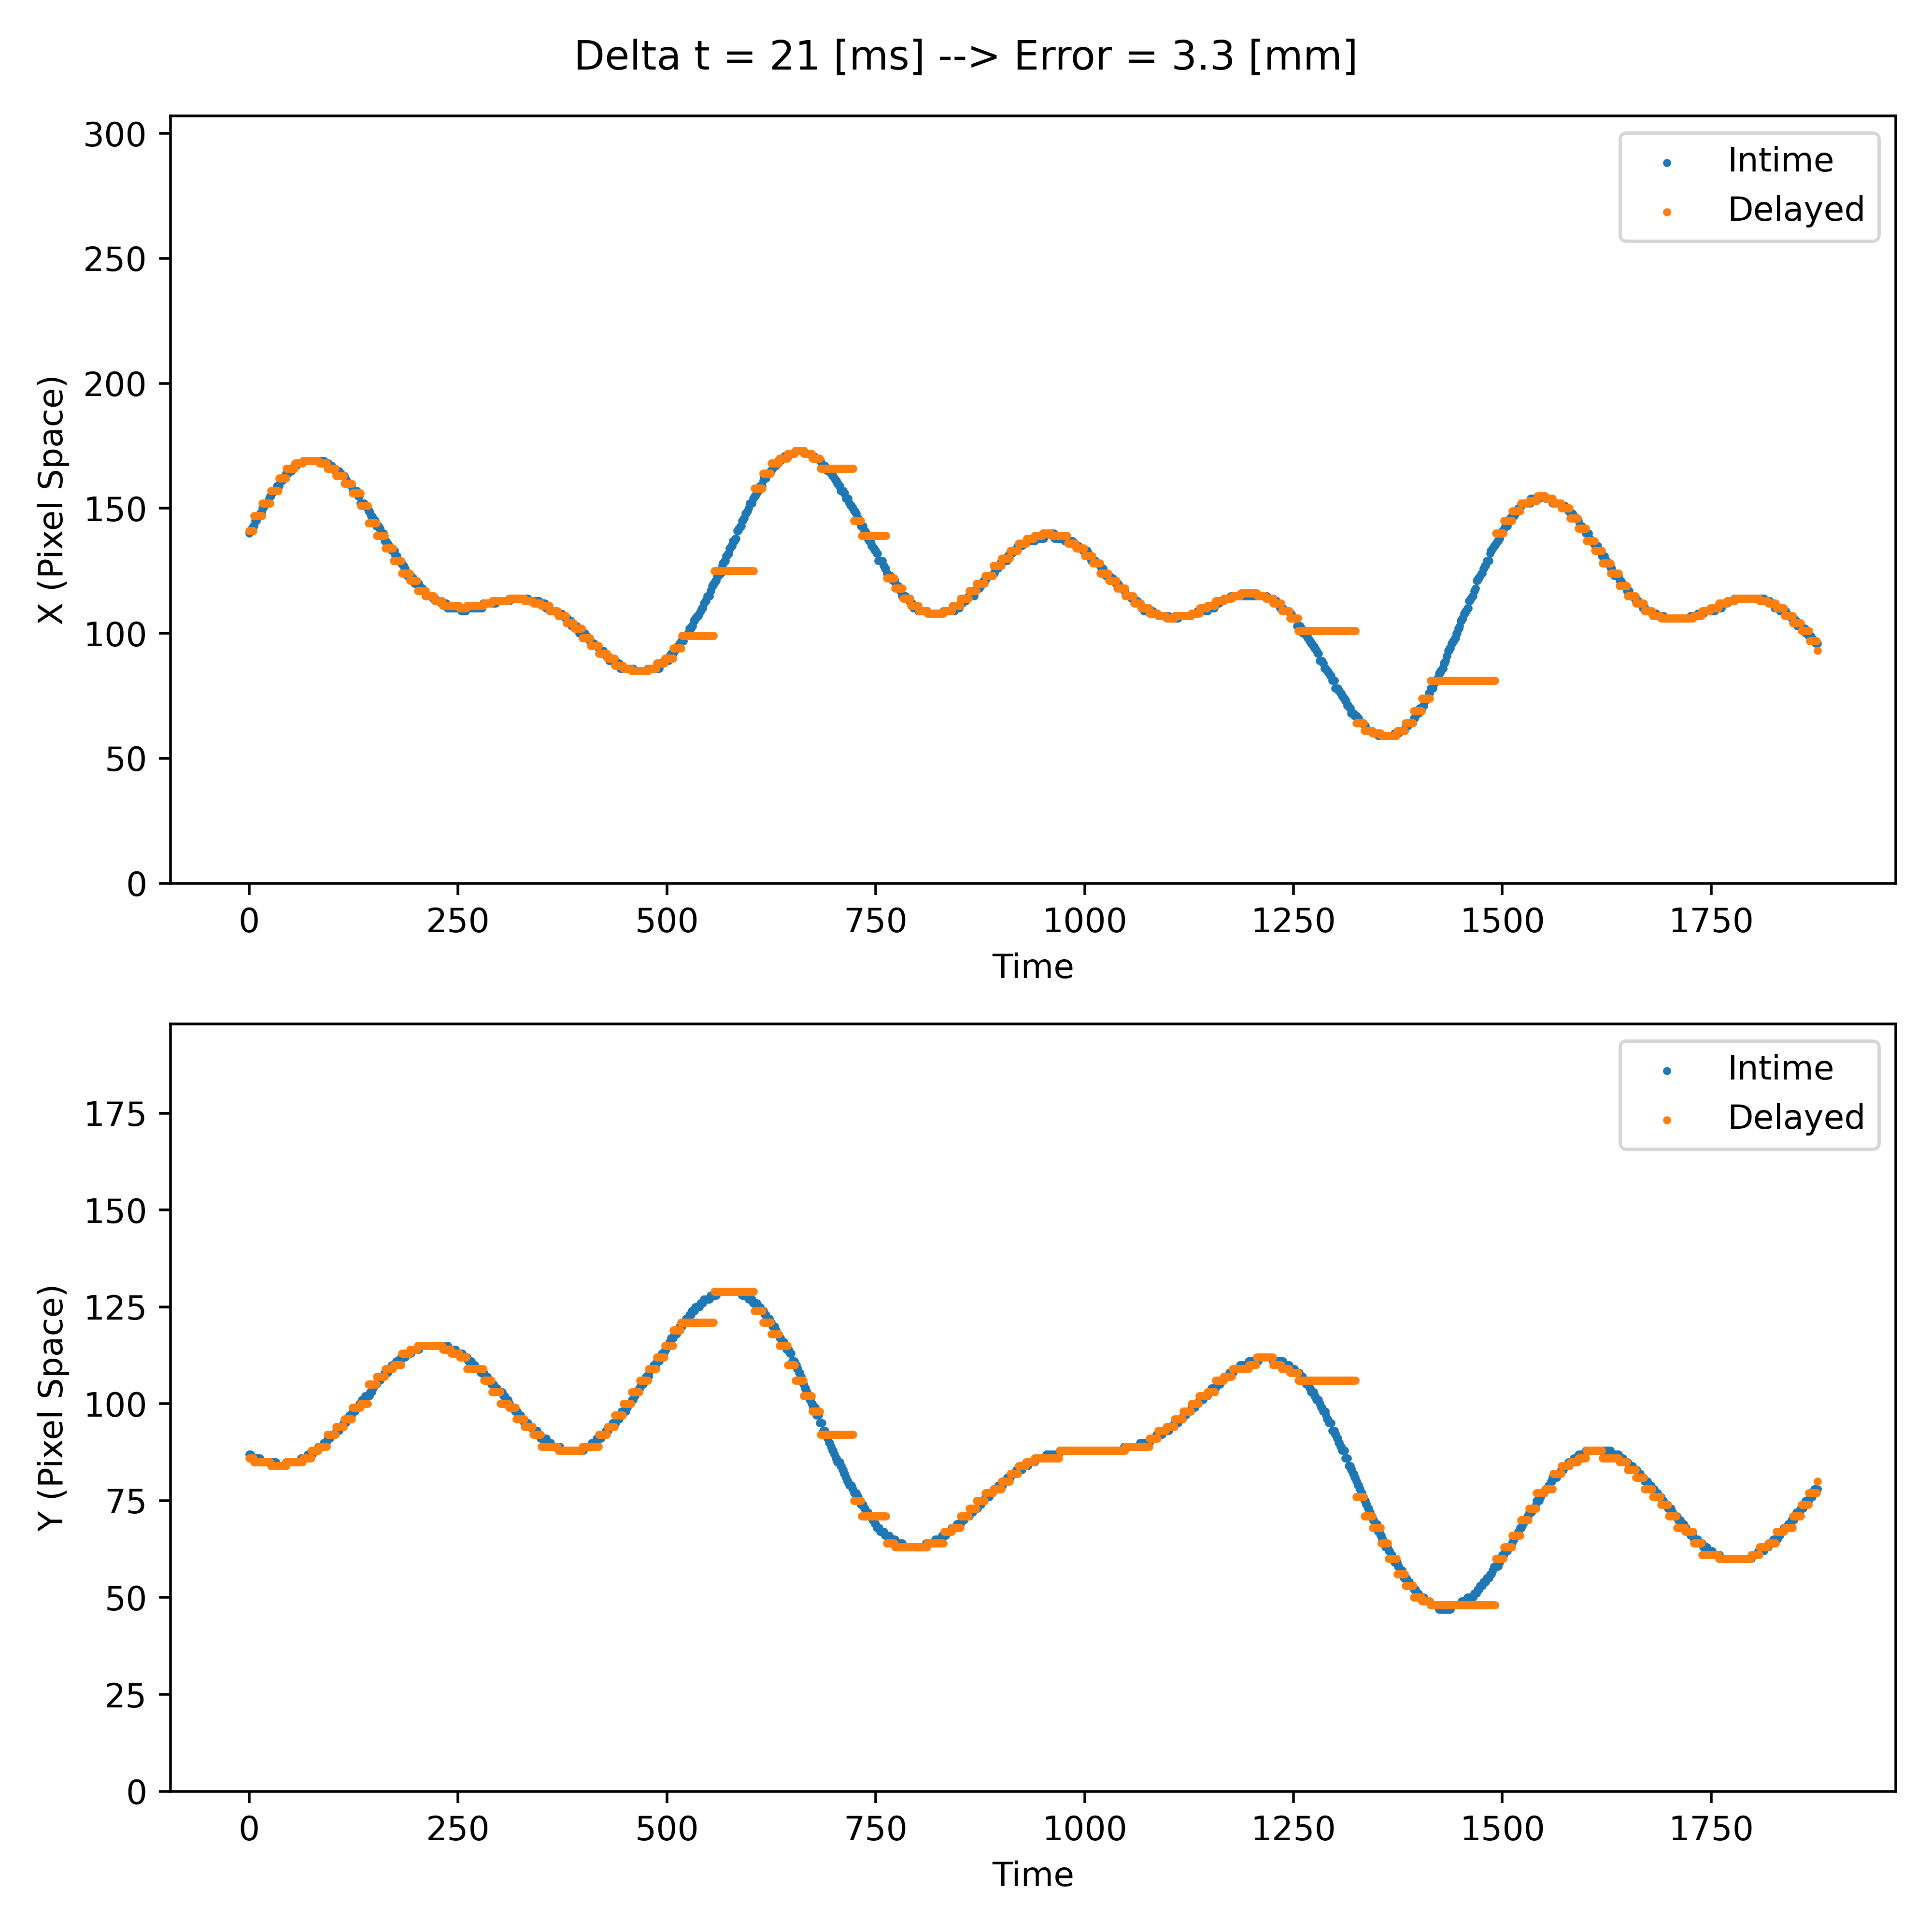 Delta t = 21 [ms] --> Error = 3.3 [mm]
300
250
200
150
100
50
0
X (Pixel Space)
Intime
Delayed
0 250 500 750 1000 1250 1500 1750
Time
175
150
125
100
75
50
25
0
Y (Pixel Space)
Intime
Delayed
0 250 500 750 1000 1250 1500 1750
Time